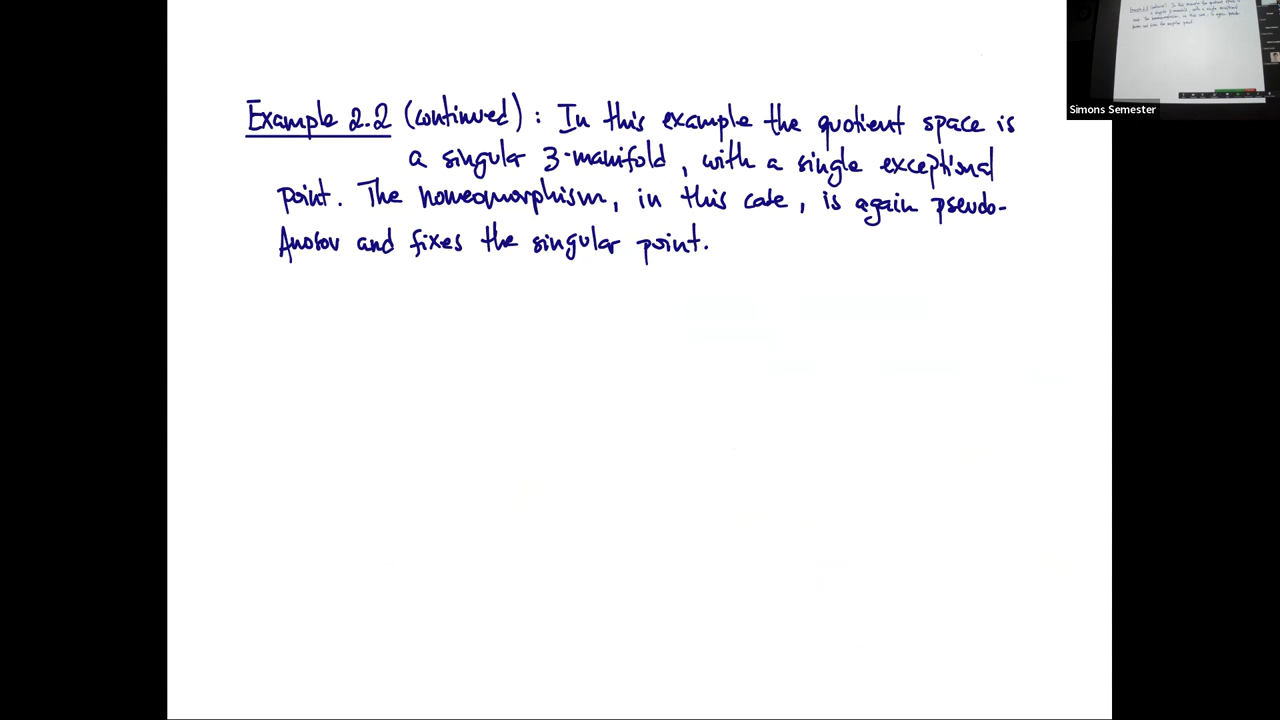 Example 2.2 (continued): In this example the quotient space is
a singular 3-manifold, with a single exceptional
point. The homeomorphism, in this case, is again pseudo-
Anosov and fixes the singular point.
Simons Semester